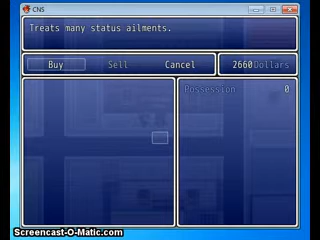 CNS
Treats many status ailments.
Buy Sell Cancel 2660Dollars
Possession 0
Screencast-O-Matic.com